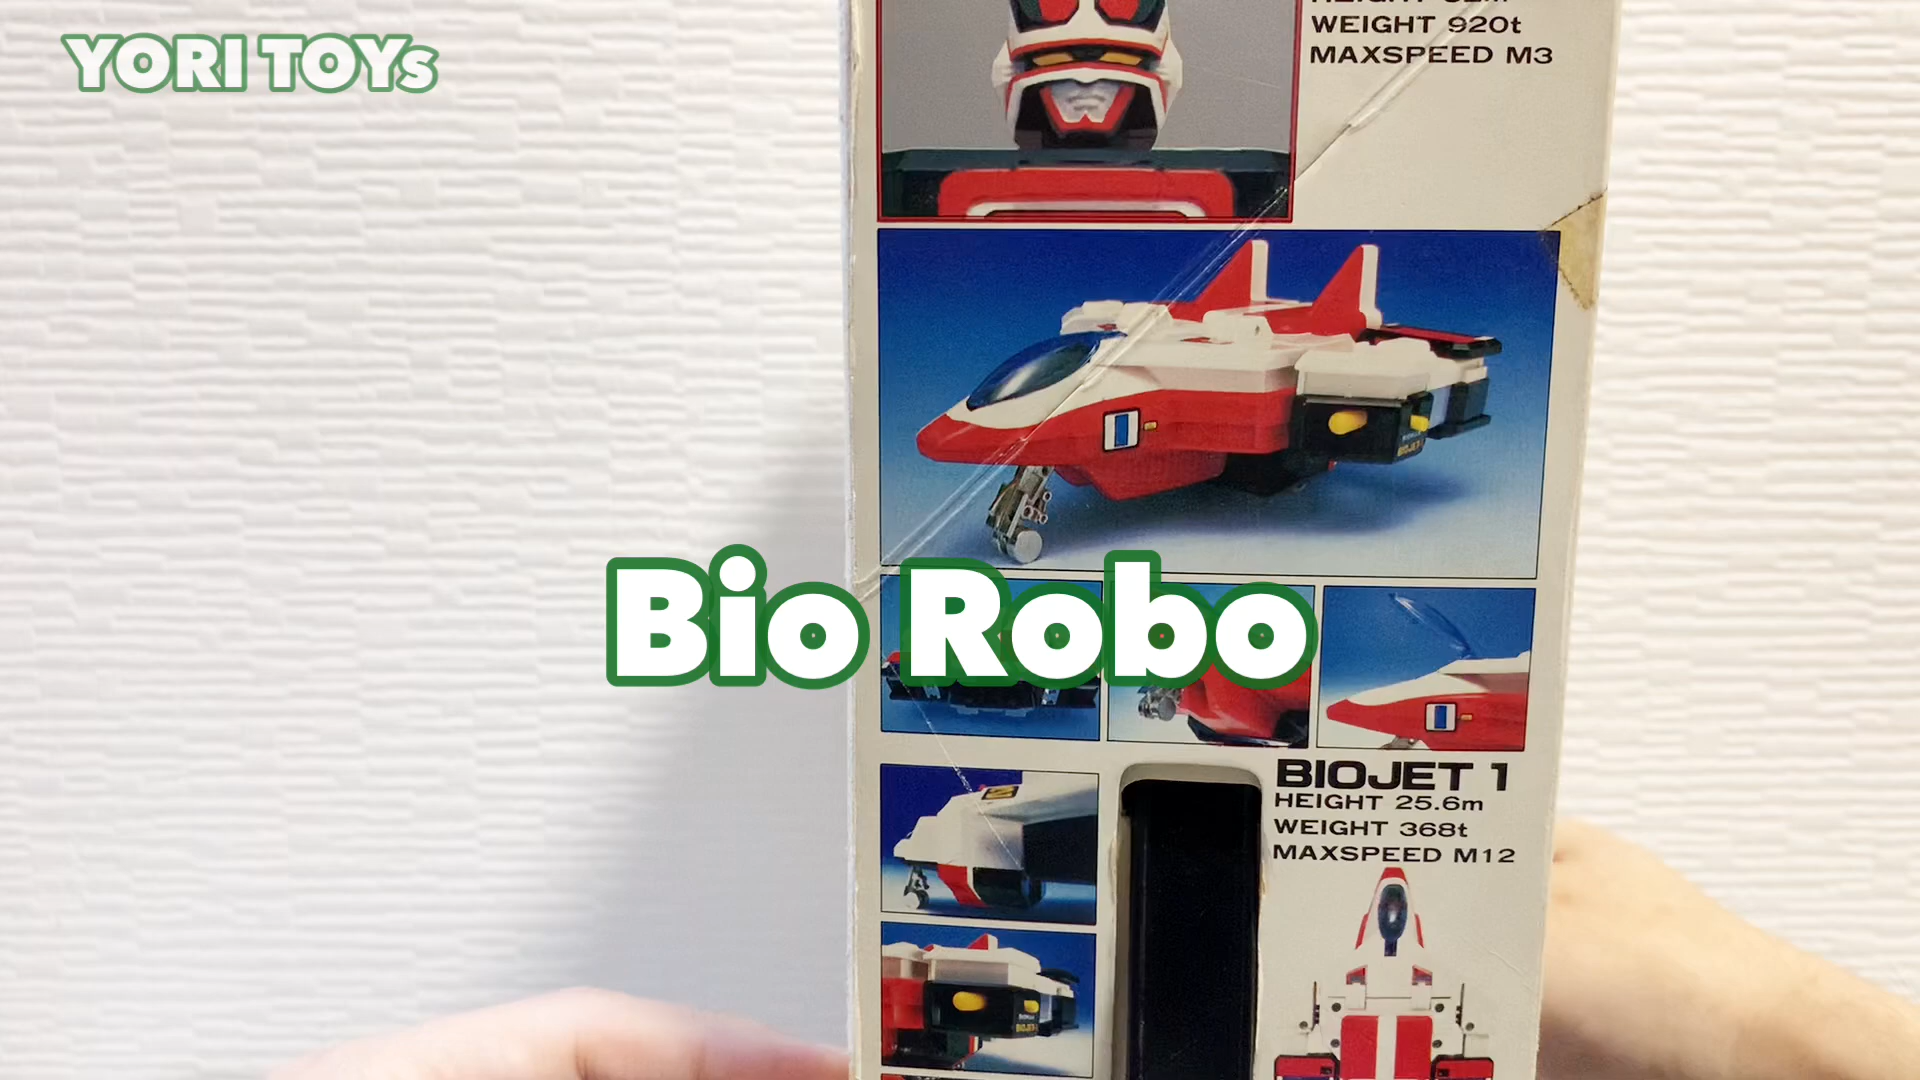 YORI TOYs
WEIGHT 920t
MAXSPEED M3
Bio Robo
BIOJET 1
HEIGHT 25.6m
WEIGHT 368t
MAXSPEED M12